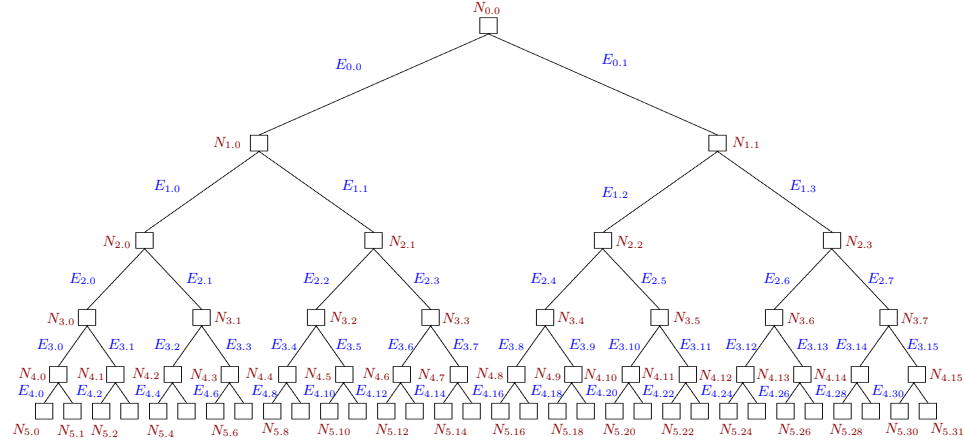 N0.0
E0.0 E0.1
N1.0 N1.1
E1.0 E1.1 E1.2 E1.3
N2.0 N2.1 N2.2 N2.3
E2.0 E2.1 E2.2 E2.3 E2.4 E2.5 E2.6 E2.7
N3.0 N3.1 N3.2 N3.3 N3.4 N3.5 N3.6 N3.7
E3.0 E3.1 E3.2 E3.3 E3.4 E3.5 E3.6 E3.7 E3.8 E3.9 E3.10 E3.11 E3.12 E3.13 E3.14 E3.15
N4.0 N4.1 N4.2 N4.3 N4.4 N4.5 N4.6 N4.7 N4.8 N4.9 N4.10 N4.11 N4.12 N4.13 N4.14 N4.15
E4.0 E4.2 E4.4 E4.6 E4.8 E4.10 E4.12 E4.14 E4.16 E4.18 E4.20 E4.22 E4.24 E4.26 E4.28 E4.30
N5.0 N5.1 N5.2 N5.4 N5.6 N5.8 N5.10 N5.12 N5.14 N5.16 N5.18 N5.20 N5.22 N5.24 N5.26 N5.28 N5.30 N5.31